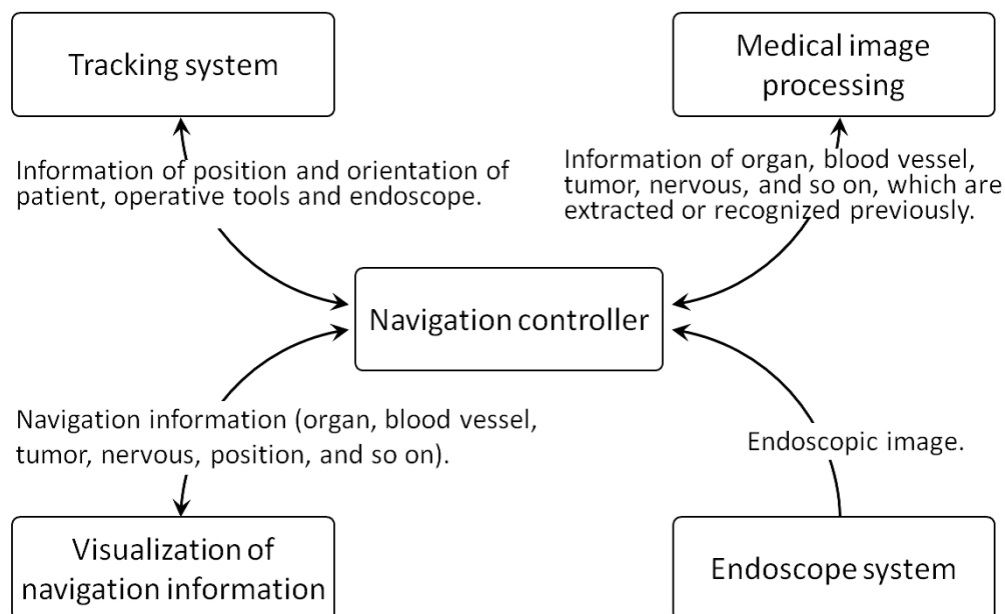 Tracking system
Medical image
processing
Information of position and orientation of
patient, operative tools and endoscope.
Information of organ, blood vessel,
tumor, nervous, and so on, which are
extracted or recognized previously.
Navigation controller
Navigation information (organ, blood vessel,
tumor, nervous, position, and so on).
Endoscopic image.
Visualization of
navigation information
Endoscope system